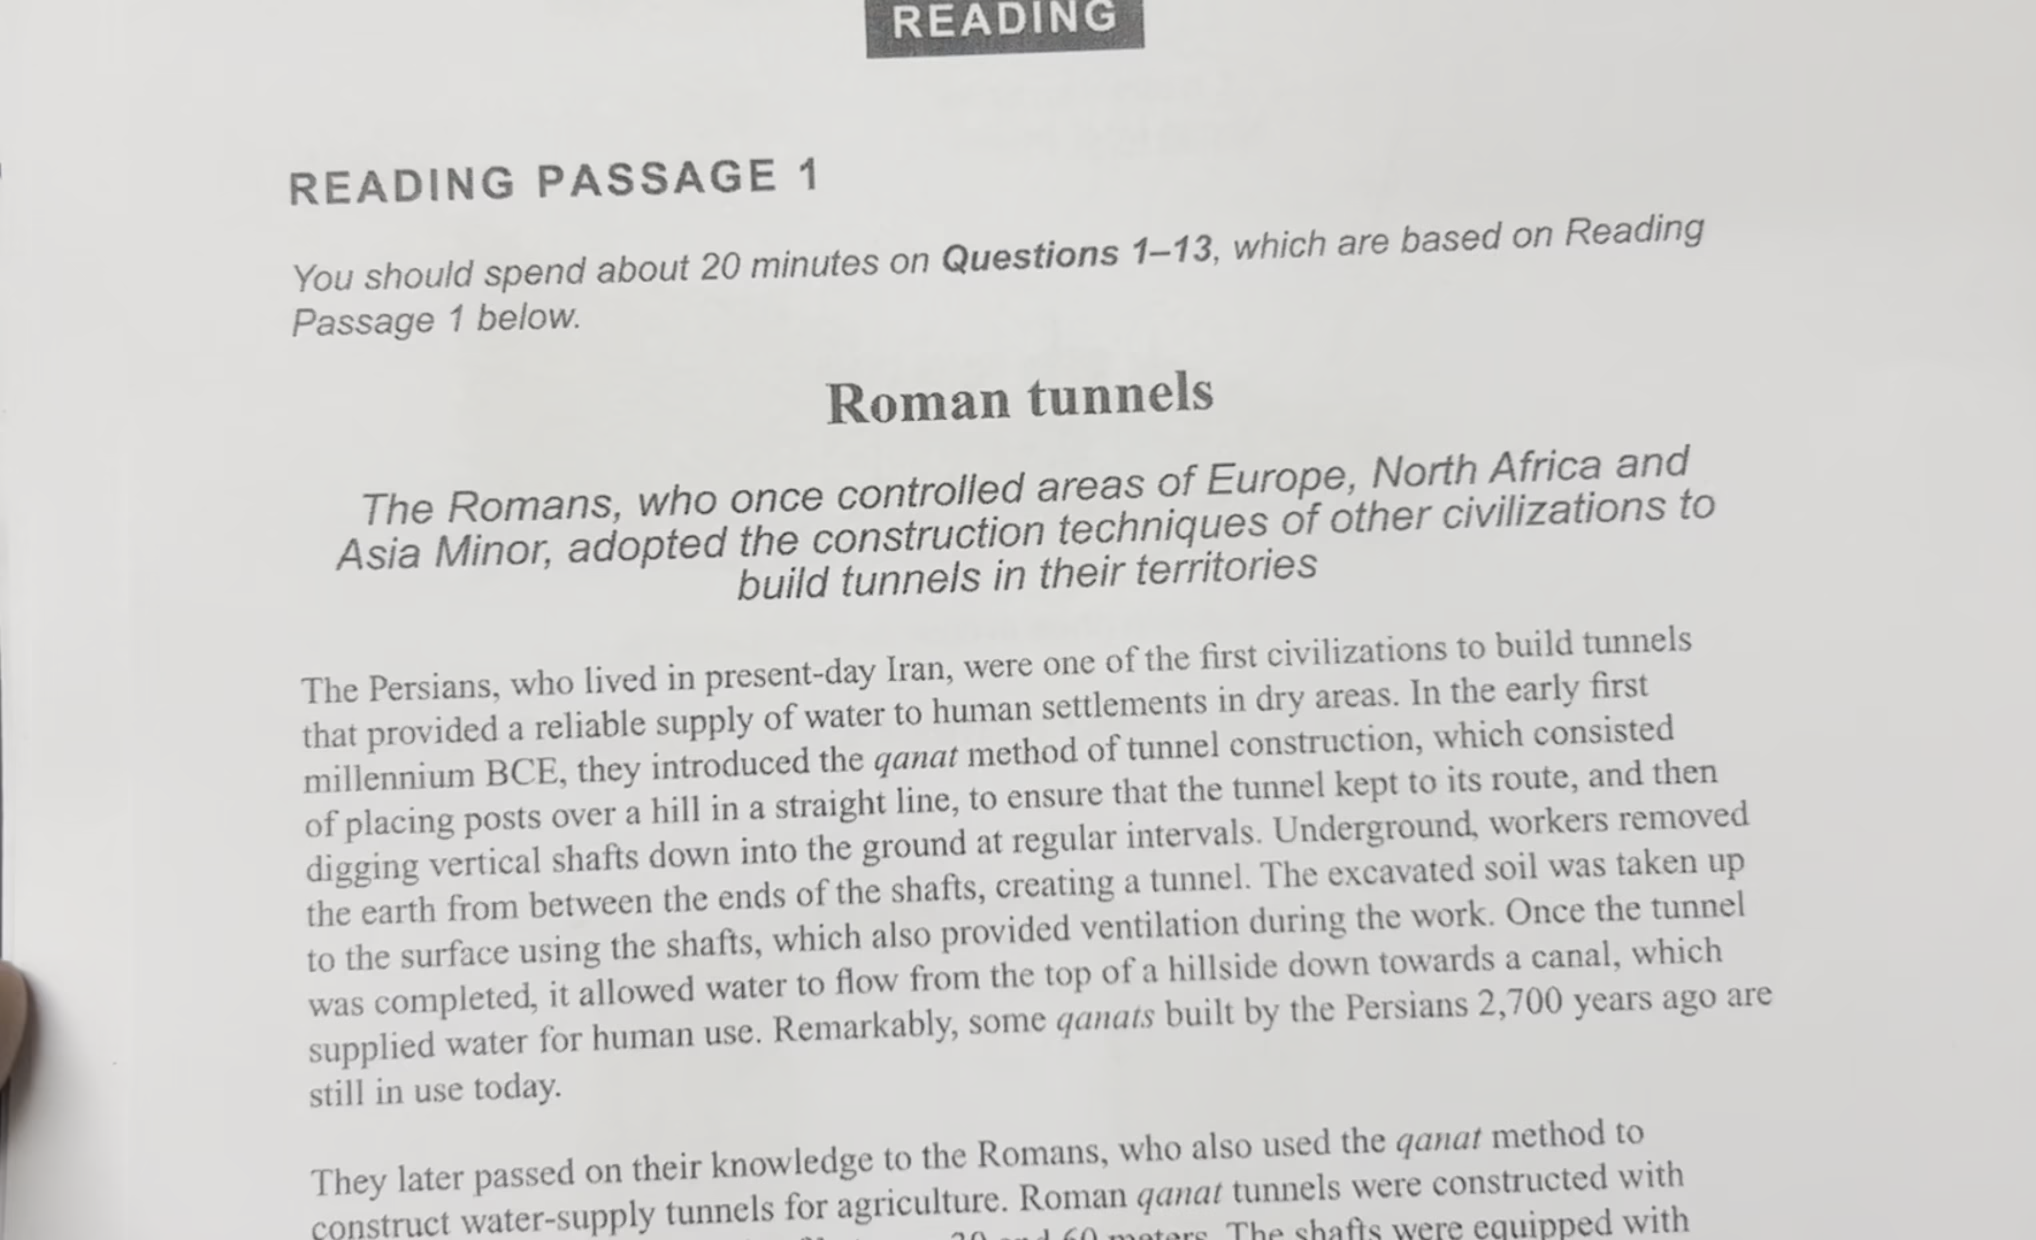 READING
READING PASSAGE 1
You should spend about 20 minutes on Questions 1–13, which are based on Reading
Passage 1 below.
Roman tunnels
The Romans, who once controlled areas of Europe, North Africa and
Asia Minor, adopted the construction techniques of other civilizations to
build tunnels in their territories
The Persians, who lived in present-day Iran, were one of the first civilizations to build tunnels
that provided a reliable supply of water to human settlements in dry areas. In the early first
millennium BCE, they introduced the qanat method of tunnel construction, which consisted
of placing posts over a hill in a straight line, to ensure that the tunnel kept to its route, and then
digging vertical shafts down into the ground at regular intervals. Underground, workers removed
the earth from between the ends of the shafts, creating a tunnel. The excavated soil was taken up
to the surface using the shafts, which also provided ventilation during the work. Once the tunnel
was completed, it allowed water to flow from the top of a hillside down towards a canal, which
supplied water for human use. Remarkably, some qanats built by the Persians 2,700 years ago are
still in use today.
They later passed on their knowledge to the Romans, who also used the qanat method to
construct water-supply tunnels for agriculture. Roman qanat tunnels were constructed with
and 60 meters. The shafts were equipped with